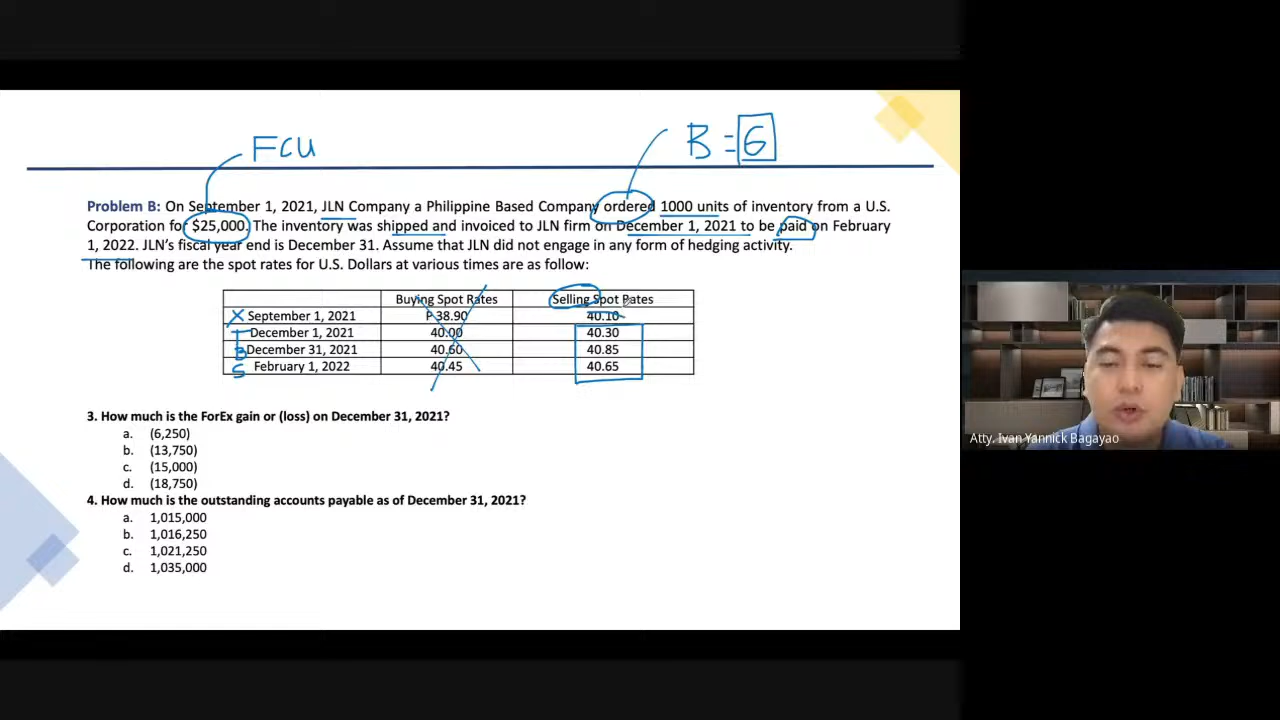 FCU
B = G
Problem B: On September 1, 2021, JLN Company a Philippine Based Company ordered 1000 units of inventory from a U.S.
Corporation for $25,000. The inventory was shipped and invoiced to JLN firm on December 1, 2021 to be paid on February
1, 2022. JLN's fiscal year end is December 31. Assume that JLN did not engage in any form of hedging activity.
The following are the spot rates for U.S. Dollars at various times are as follow:
Buying Spot Rates Selling Spot Rates
X September 1, 2021 P 38.90 40.10
T December 1, 2021 40.00 40.30
B December 31, 2021 40.60 40.85
S February 1, 2022 40.45 40.65
3. How much is the ForEx gain or (loss) on December 31, 2021?
a. (6,250)
b. (13,750)
c. (15,000)
d. (18,750)
4. How much is the outstanding accounts payable as of December 31, 2021?
a. 1,015,000
b. 1,016,250
c. 1,021,250
d. 1,035,000
Atty. Ivan Yannick Bagayao